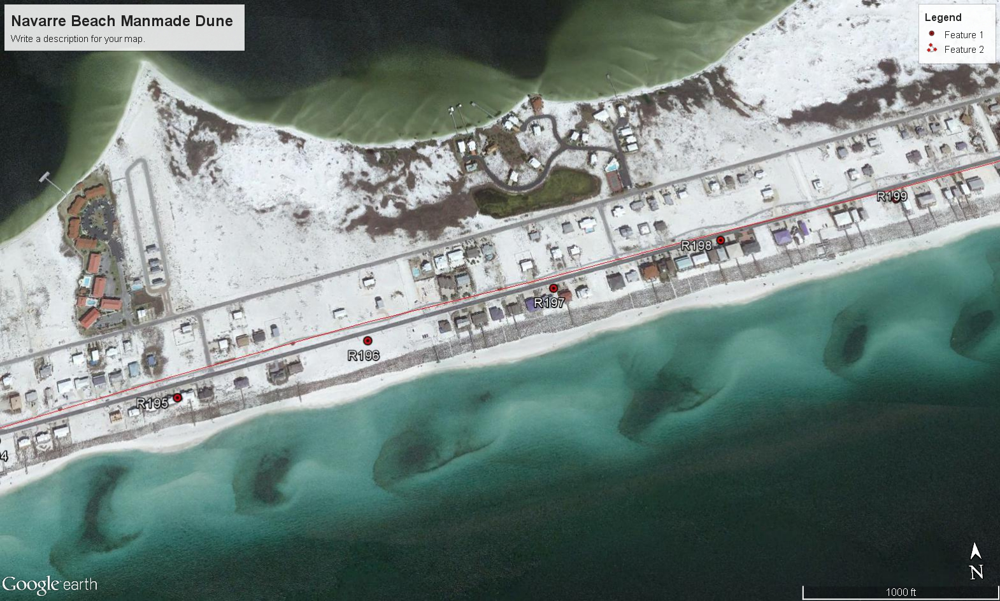 Navarre Beach Manmade Dune
Write a description for your map.
Legend
Feature 1
Feature 2
R199
R198
R197
R196
R195
4
N
Google earth
1000 ft